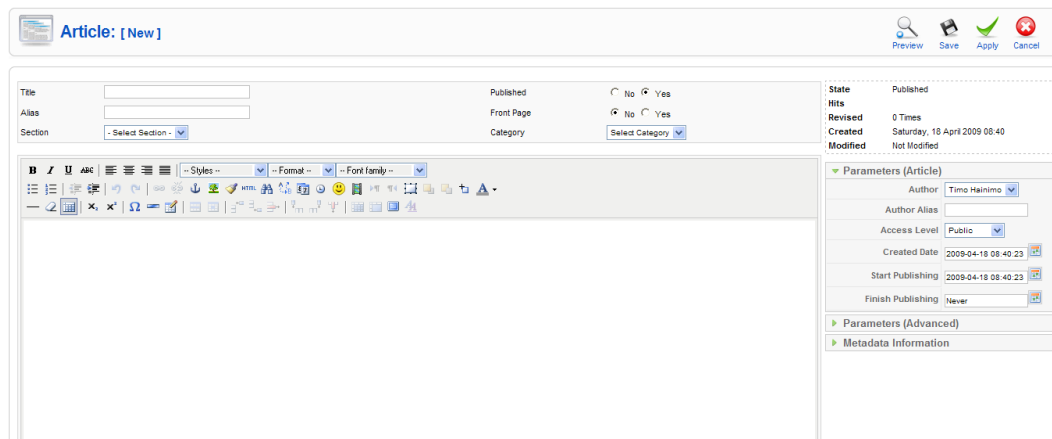 Article: [ New ]
Preview Save Apply Cancel
Title Published No Yes
Alias Front Page No Yes
Section - Select Section - Category Select Category
State Published
Hits
Revised 0 Times
Created Saturday, 18 April 2009 08:40
Modified Not Modified
B I U ABC -- Styles -- -- Format -- -- Font family --
HTML A
Ω
Parameters (Article)
Author Timo Hainimo
Author Alias
Access Level Public
Created Date 2009-04-18 08:40:23
Start Publishing 2009-04-18 08:40:23
Finish Publishing Never
Parameters (Advanced)
Metadata Information